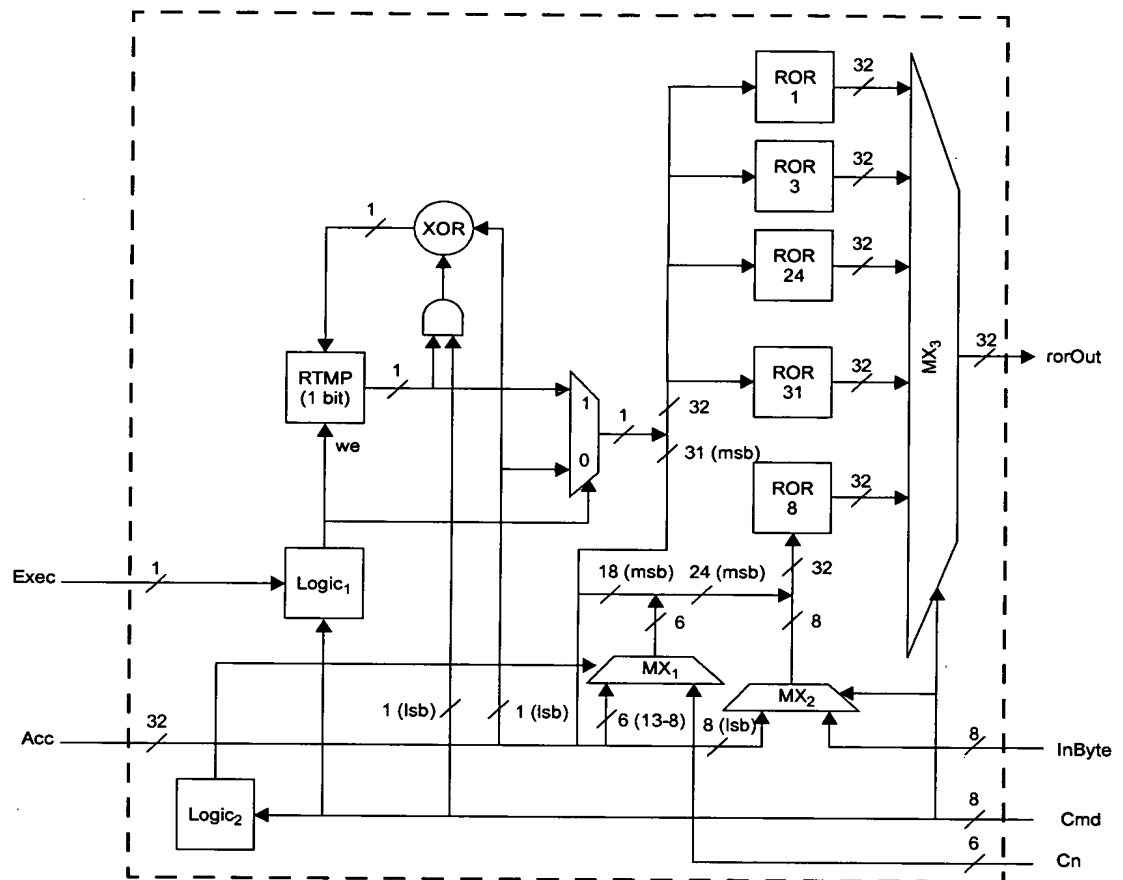 ROR
1
32
ROR
3
32
ROR
24
32
ROR
31
32
ROR
8
32
MX3
32
rorOut
1
XOR
RTMP
(1 bit)
1
we
1
0
1
32
31 (msb)
Exec
1
Logic1
18 (msb)
24 (msb)
32
6
8
MX1
MX2
1 (lsb)
1 (lsb)
6 (13-8)
8 (lsb)
Acc
32
8
InByte
Logic2
8
Cmd
6
Cn